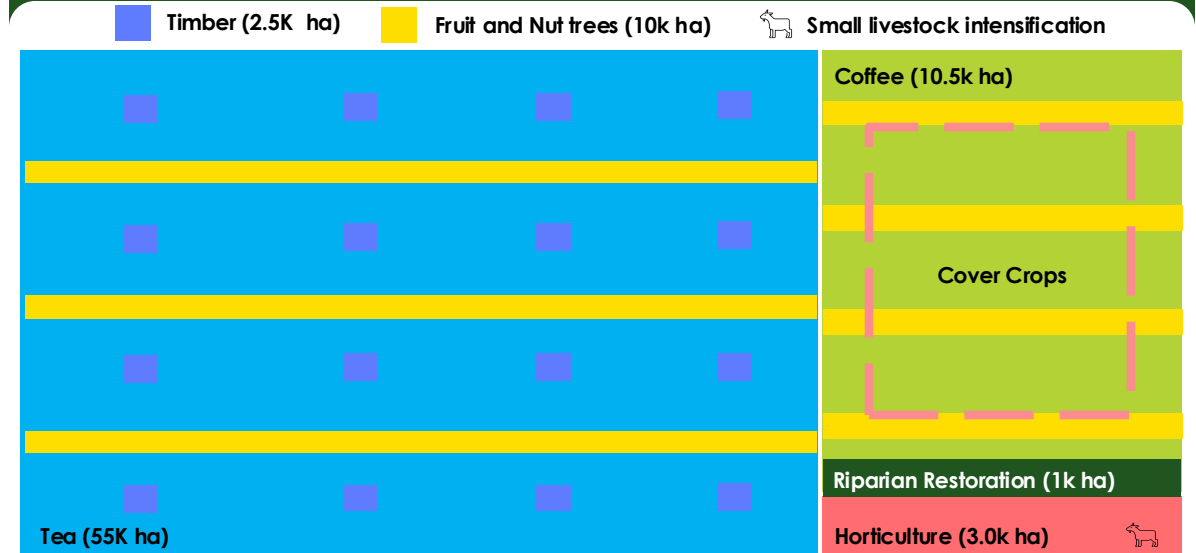 Timber (2.5K ha)
Fruit and Nut trees (10k ha)
Small livestock intensification
Coffee (10.5k ha)
Cover Crops
Riparian Restoration (1k ha)
Tea (55K ha)
Horticulture (3.0k ha)